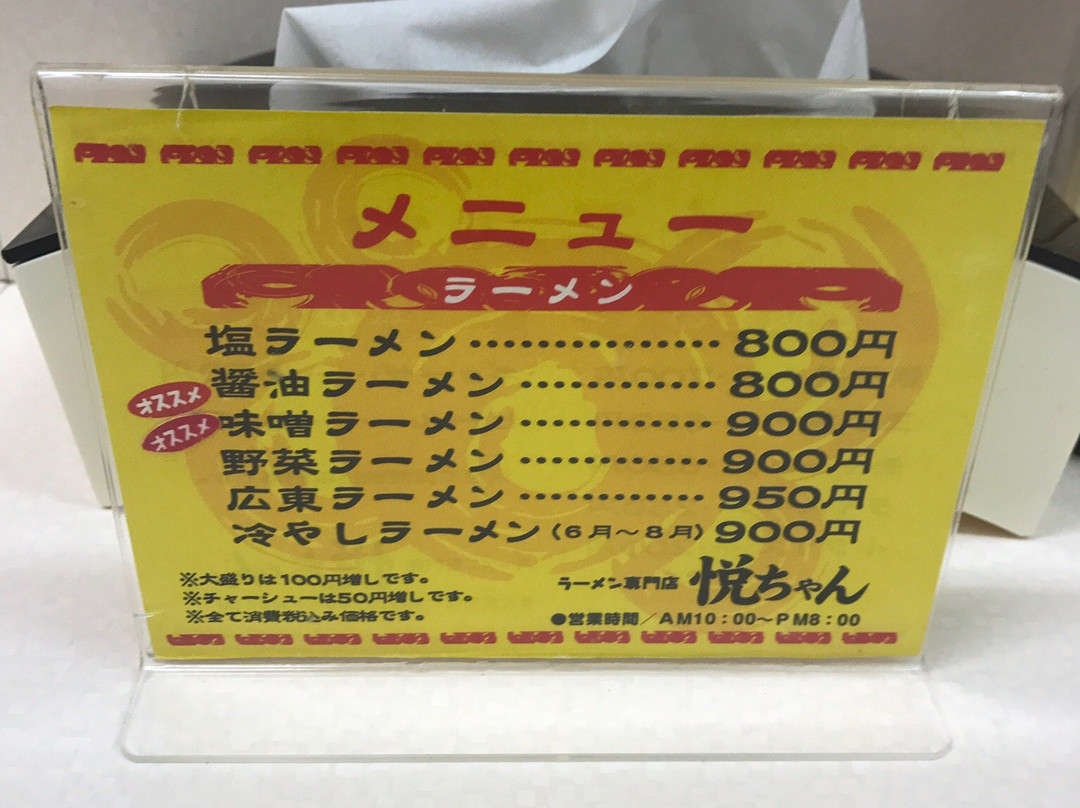 メニュー
ラーメン
塩ラーメン……………800円
オススメ 醤油ラーメン…………800円
オススメ 味噌ラーメン…………900円
野菜ラーメン…………900円
広東ラーメン…………950円
冷やしラーメン(6月~8月)900円
※大盛りは100円増しです。
※チャーシューは50円増しです。
※全て消費税込み価格です。
ラーメン専門店 悦ちゃん
●営業時間/AM10:00~PM8:00